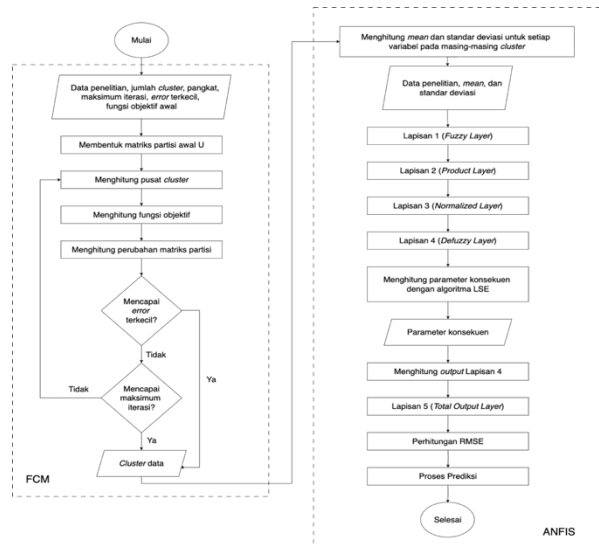 Mulai
Data penelitian, jumlah cluster, pangkat,
maksimum iterasi, error terkecil,
fungsi objektif awal
Membentuk matriks partisi awal U
Menghitung pusat cluster
Menghitung fungsi objektif
Menghitung perubahan matriks partisi
Mencapai
error
terkecil?
Tidak
Ya
Mencapai
maksimum
iterasi?
Tidak
Ya
Cluster data
FCM
Menghitung mean dan standar deviasi untuk setiap
variabel pada masing-masing cluster
Data penelitian, mean, dan
standar deviasi
Lapisan 1 (Fuzzy Layer)
Lapisan 2 (Product Layer)
Lapisan 3 (Normalized Layer)
Lapisan 4 (Defuzzy Layer)
Menghitung parameter konsekuen
dengan algoritma LSE
Parameter konsekuen
Menghitung output Lapisan 4
Lapisan 5 (Total Output Layer)
Perhitungan RMSE
Proses Prediksi
Selesai
ANFIS